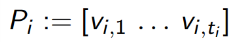 P_i := [v_{i,1} ... v_{i,t_i}]